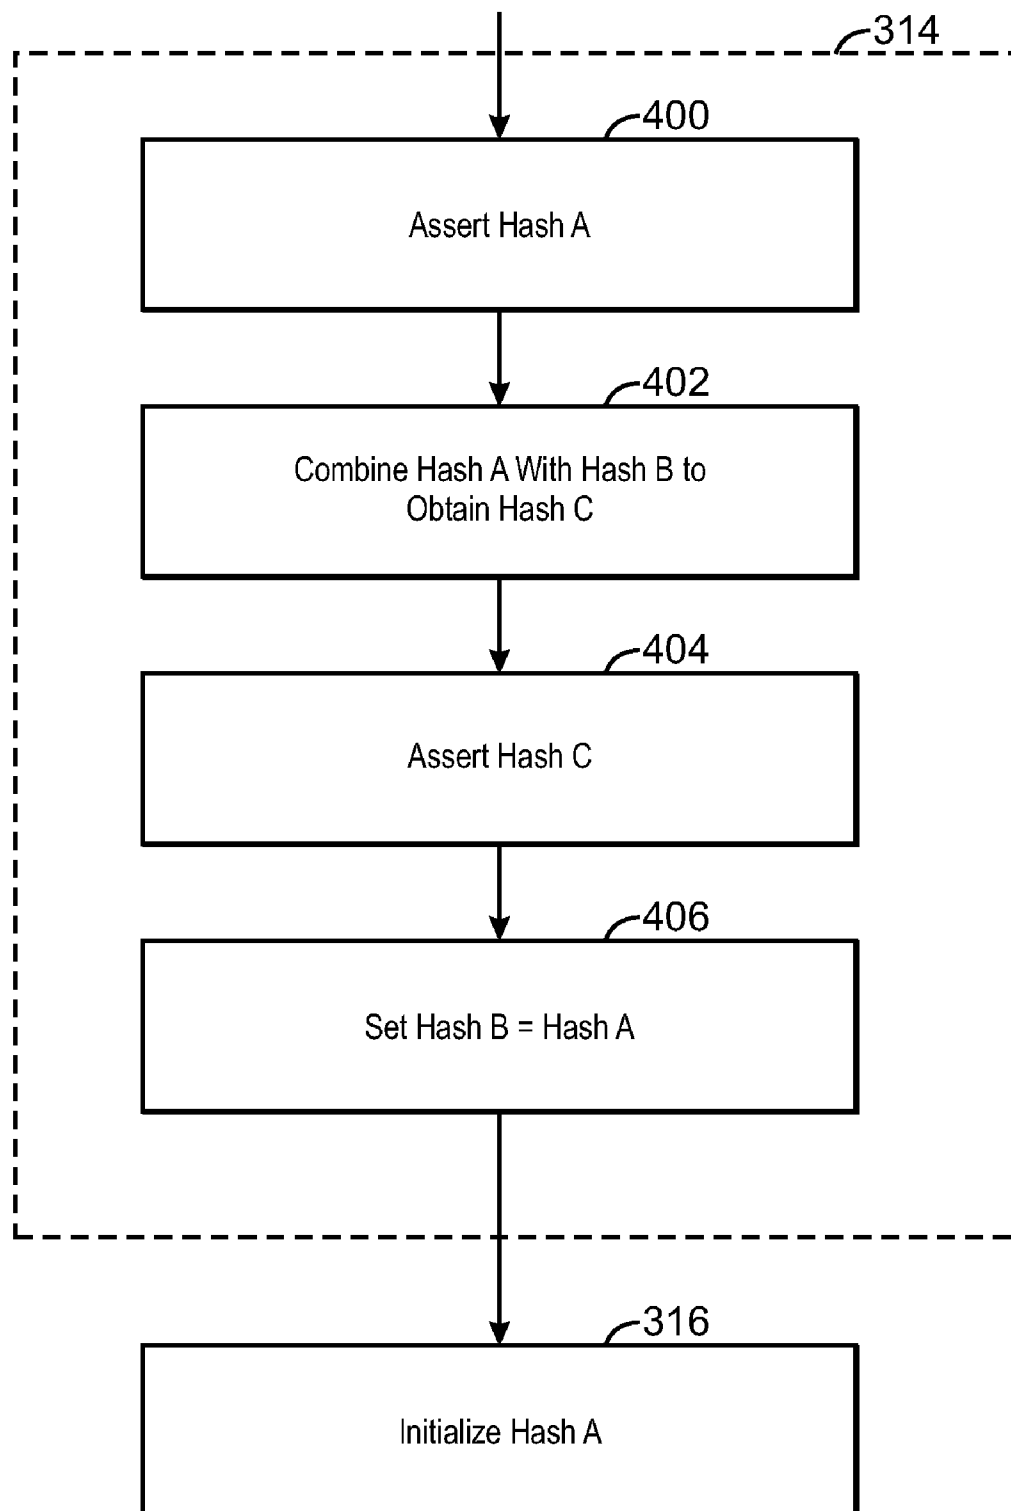 314
400
Assert Hash A
402
Combine Hash A With Hash B to
Obtain Hash C
404
Assert Hash C
406
Set Hash B = Hash A
316
Initialize Hash A